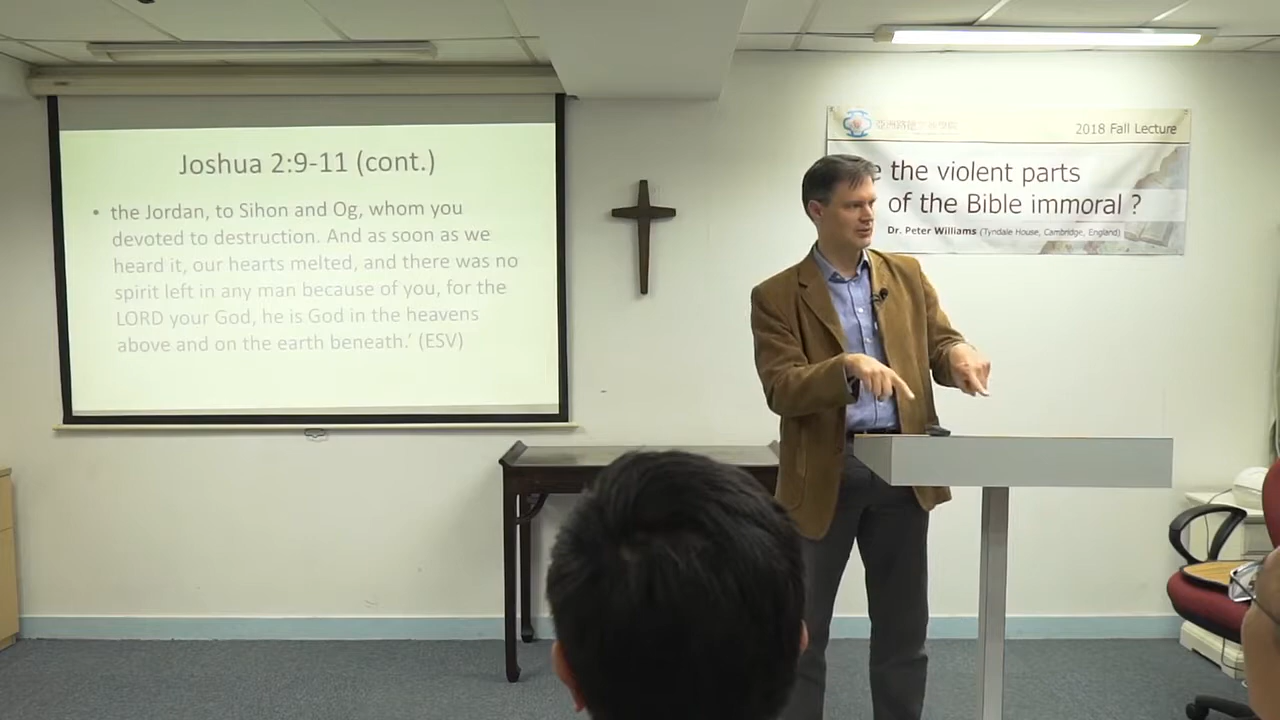 Joshua 2:9-11 (cont.)
• the Jordan, to Sihon and Og, whom you
devoted to destruction. And as soon as we
heard it, our hearts melted, and there was no
spirit left in any man because of you, for the
LORD your God, he is God in the heavens
above and on the earth beneath.’ (ESV)
2018 Fall Lecture
e the violent parts
of the Bible immoral ?
Dr. Peter Williams (Tyndale House, Cambridge, England)